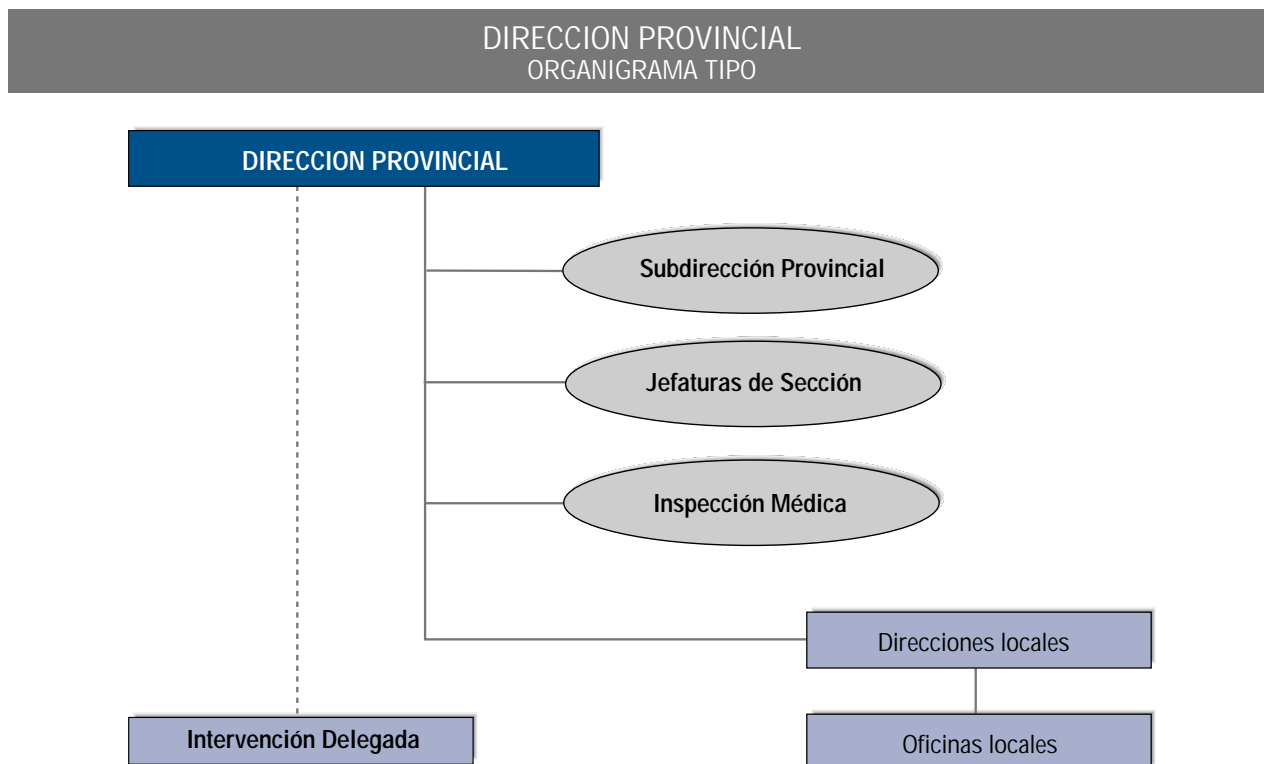 DIRECCION PROVINCIAL
ORGANIGRAMA TIPO
DIRECCION PROVINCIAL
Subdirección Provincial
Jefaturas de Sección
Inspección Médica
Direcciones locales
Intervención Delegada
Oficinas locales